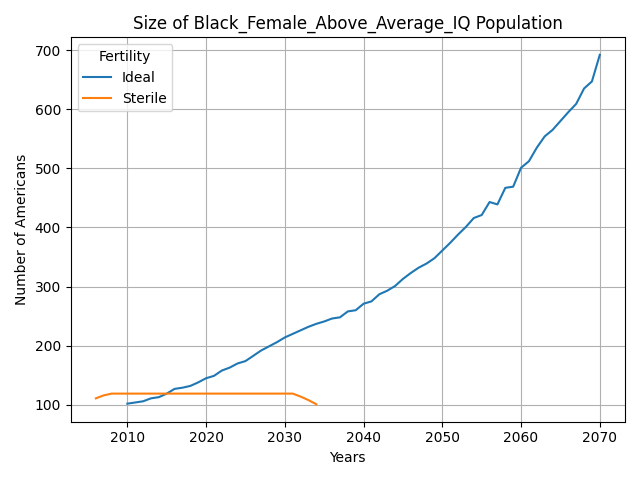 Size of Black_Female_Above_Average_IQ Population
Fertility
Ideal
Sterile
Number of Americans
700
600
500
400
300
200
100
2010 2020 2030 2040 2050 2060 2070
Years